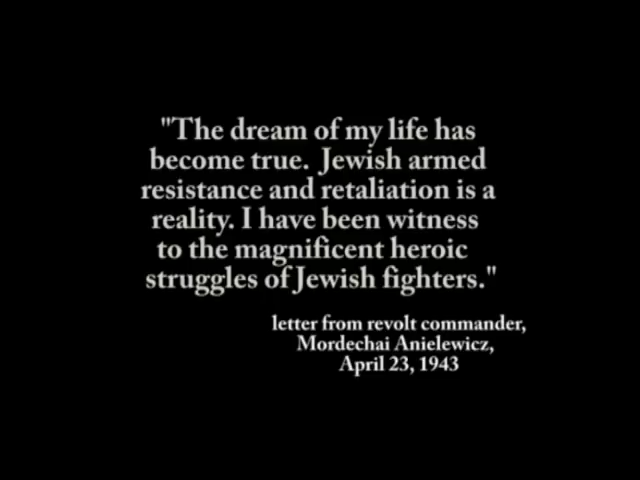 "The dream of my life has
become true. Jewish armed
resistance and retaliation is a
reality. I have been witness
to the magnificent heroic
struggles of Jewish fighters."
letter from revolt commander,
Mordechai Anielewicz,
April 23, 1943